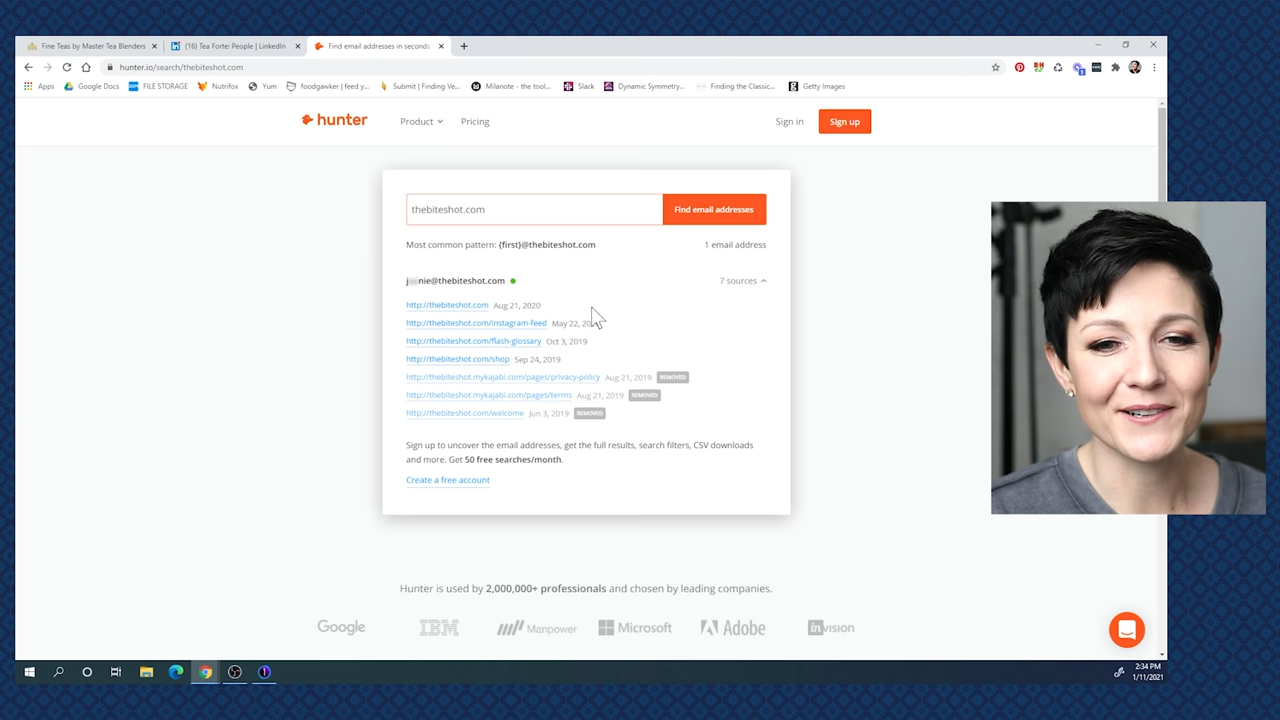 Fine Teas by Master Tea Blenders
(16) Tea Forte: People | LinkedIn
Find email addresses in seconds
hunter.io/search/thebiteshot.com
Apps
Google Docs
FILE STORAGE
Nutrifox
Yum
foodgawker | feed y...
Submit | Finding Ve...
Milanote - the tool...
Slack
Dynamic Symmetry...
Finding the Classic...
Getty Images
hunter
Product
Pricing
Sign in
Sign up
thebiteshot.com
Find email addresses
Most common pattern: {first}@thebiteshot.com
1 email address
nie@thebiteshot.com
7 sources
http://thebiteshot.com Aug 21, 2020
http://thebiteshot.com/instagram-feed May 22,
http://thebiteshot.com/flash-glossary Oct 3, 2019
http://thebiteshot.com/shop Sep 24, 2019
http://thebiteshot.mykajabi.com/pages/privacy-policy Aug 21, 2019 REMOVED
http://thebiteshot.mykajabi.com/pages/terms Aug 21, 2019 REMOVED
http://thebiteshot.com/welcome Jun 3, 2019 REMOVED
Sign up to uncover the email addresses, get the full results, search filters, CSV downloads
and more. Get 50 free searches/month.
Create a free account
Hunter is used by 2,000,000+ professionals and chosen by leading companies.
Google
IBM
Manpower
Microsoft
Adobe
invision
2:34 PM
1/11/2021